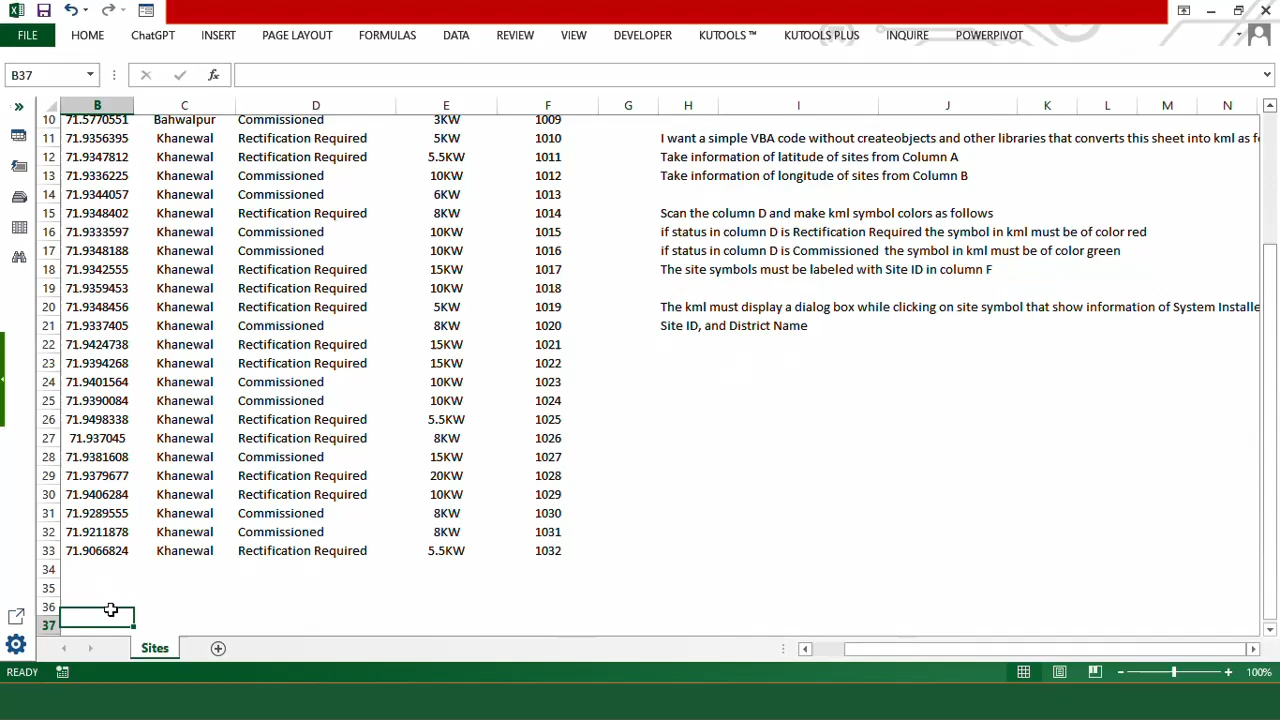 FILE HOME ChatGPT INSERT PAGE LAYOUT FORMULAS DATA REVIEW VIEW DEVELOPER KUTOOLS ™ KUTOOLS PLUS INQUIRE POWERPIVOT
B37 fx
B C D E F G H I J K L M N
10 71.5770551 Bahwalpur Commissioned 3KW 1009
11 71.9356395 Khanewal Rectification Required 5KW 1010 I want a simple VBA code without createobjects and other libraries that converts this sheet into kml as
12 71.9347812 Khanewal Rectification Required 5.5KW 1011 Take information of latitude of sites from Column A
13 71.9336225 Khanewal Commissioned 10KW 1012 Take information of longitude of sites from Column B
14 71.9344057 Khanewal Commissioned 6KW 1013
15 71.9348402 Khanewal Rectification Required 8KW 1014 Scan the column D and make kml symbol colors as follows
16 71.9333597 Khanewal Commissioned 10KW 1015 if status in column D is Rectification Required the symbol in kml must be of color red
17 71.9348188 Khanewal Commissioned 10KW 1016 if status in column D is Commissioned the symbol in kml must be of color green
18 71.9342555 Khanewal Rectification Required 15KW 1017 The site symbols must be labeled with Site ID in column F
19 71.9359453 Khanewal Rectification Required 10KW 1018
20 71.9348456 Khanewal Rectification Required 5KW 1019 The kml must display a dialog box while clicking on site symbol that show information of System Installe
21 71.9337405 Khanewal Commissioned 8KW 1020 Site ID, and District Name
22 71.9424738 Khanewal Rectification Required 15KW 1021
23 71.9394268 Khanewal Rectification Required 15KW 1022
24 71.9401564 Khanewal Commissioned 10KW 1023
25 71.9390084 Khanewal Commissioned 10KW 1024
26 71.9498338 Khanewal Rectification Required 5.5KW 1025
27 71.937045 Khanewal Rectification Required 8KW 1026
28 71.9381608 Khanewal Commissioned 15KW 1027
29 71.9379677 Khanewal Rectification Required 20KW 1028
30 71.9406284 Khanewal Rectification Required 10KW 1029
31 71.9289555 Khanewal Commissioned 8KW 1030
32 71.9211878 Khanewal Commissioned 8KW 1031
33 71.9066824 Khanewal Rectification Required 5.5KW 1032
34
35
36
37
Sites
READY 100%